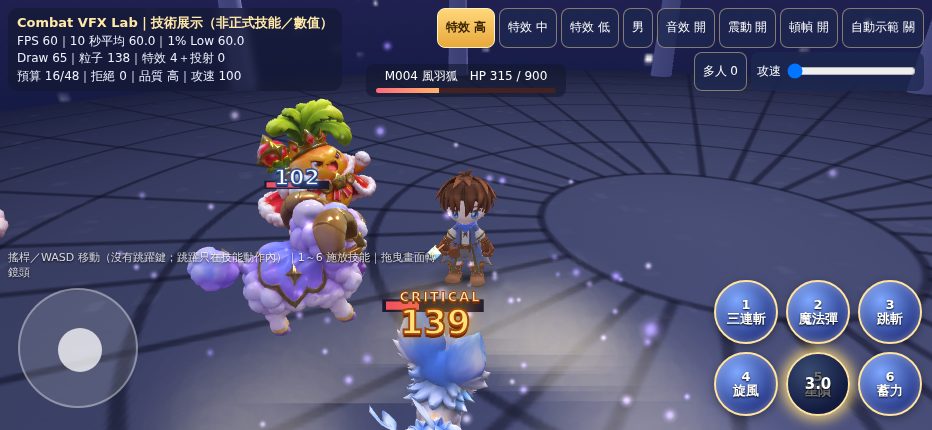 Combat VFX Lab｜技術展示（非正式技能／數值）
FPS 60｜10 秒平均 60.0｜1% Low 60.0
Draw 65｜粒子 138｜特效 4＋投射 0
預算 16/48｜拒絕 0｜品質 高｜攻速 100
特效 高
特效 中
特效 低
男
音效 開
震動 開
頓幀 開
自動示範 關
多人 0
攻速
M004 風羽狐 HP 315 / 900
102
搖桿／WASD 移動（沒有跳躍鍵；跳躍只在技能動作內）｜1～6 施放技能｜拖曳畫面轉
鏡頭
CRITICAL
139
1
三連斬
2
魔法彈
3
跳斬
4
旋風
3.0
6
蓄力